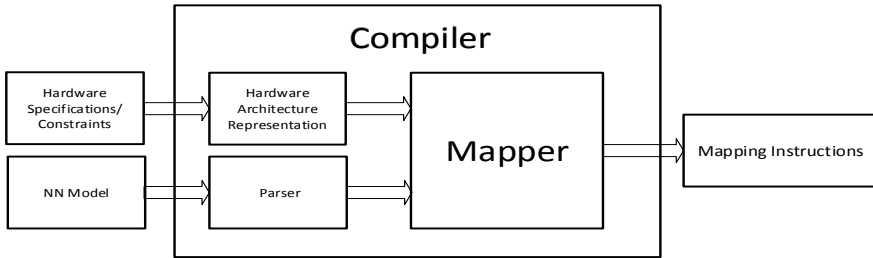 Compiler
Hardware
Specifications/
Constraints
Hardware
Architecture
Representation
Mapper
Mapping Instructions
NN Model
Parser